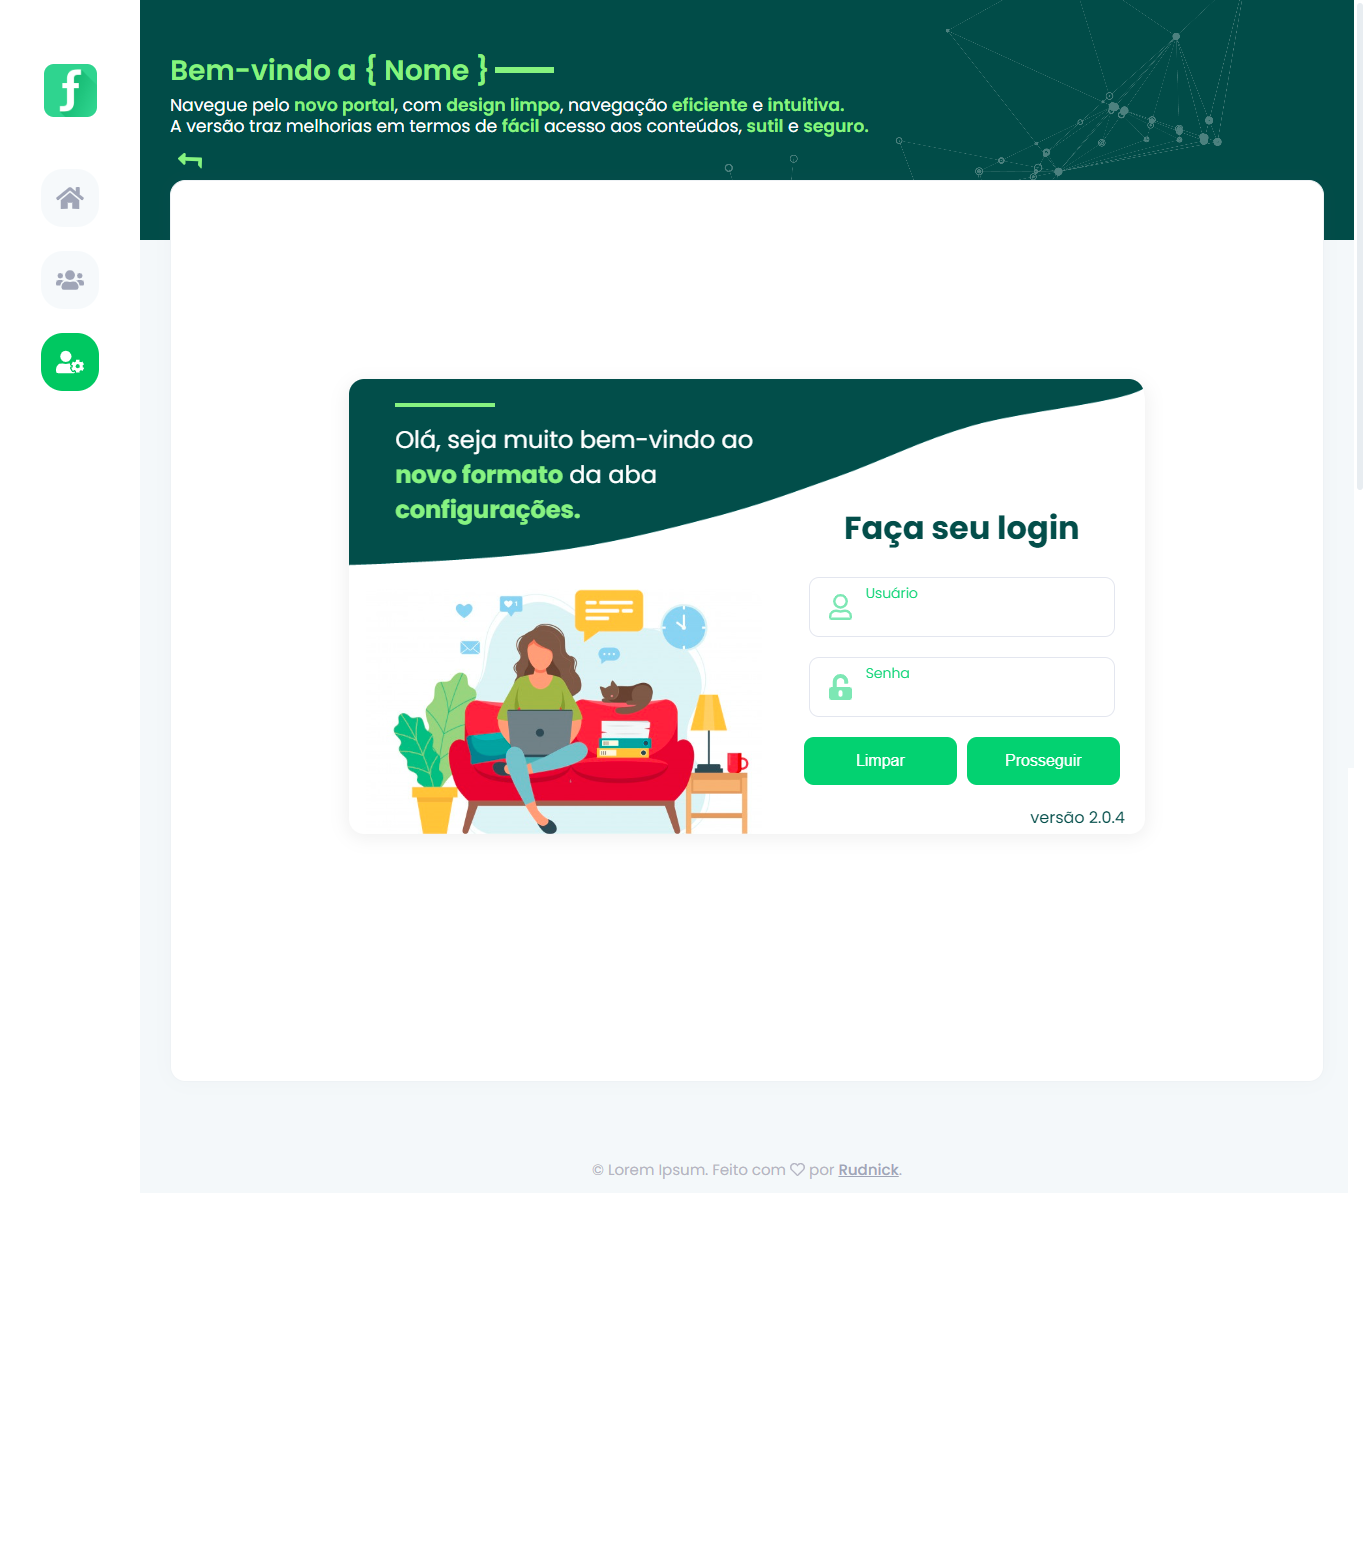 Bem-vindo a { Nome }
Navegue pelo novo portal, com design limpo, navegação eficiente e intuitiva.
A versão traz melhorias em termos de fácil acesso aos conteúdos, sutil e seguro.
Olá, seja muito bem-vindo ao
novo formato da aba
configurações.
Faça seu login
Usuário
Senha
Limpar
Prosseguir
versão 2.0.4
© Lorem Ipsum. Feito com ♡ por Rudnick.